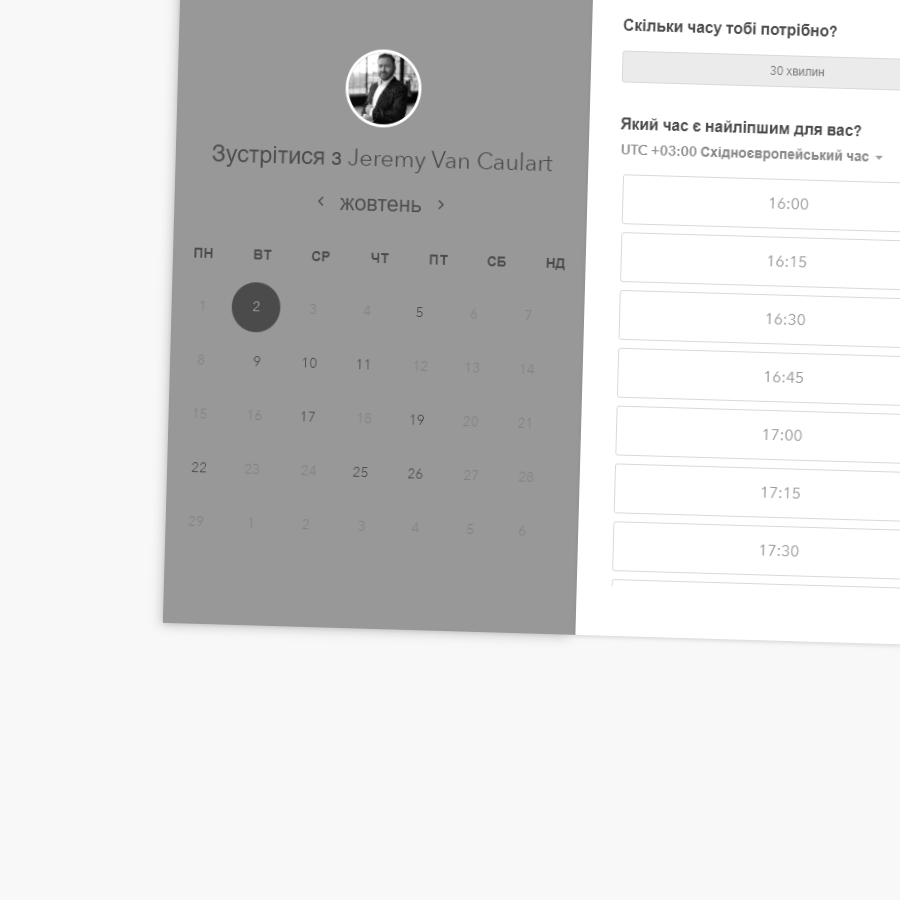 Зустрітися з Jeremy Van Caulart
жовтень
ПН ВТ СР ЧТ ПТ СБ НД
1 2 3 4 5 6 7
8 9 10 11 12 13 14
15 16 17 18 19 20 21
22 23 24 25 26 27 28
29 1 2 3 4 5 6
Скільки часу тобі потрібно?
30 хвилин
Який час є найліпшим для вас?
UTC +03:00 Східноєвропейський час
16:00
16:15
16:30
16:45
17:00
17:15
17:30